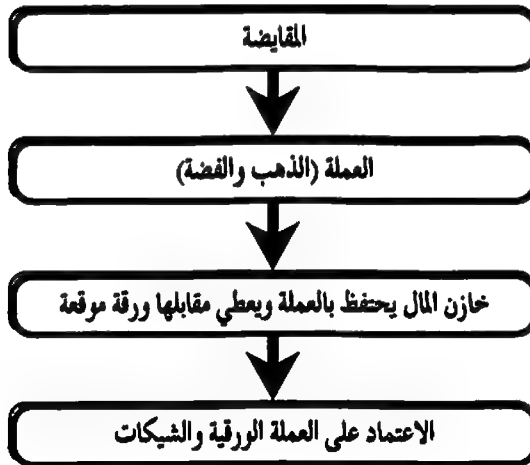 المقايضة
العملة (الذهب والفضة)
خازن المال يحتفظ بالعملة ويعطي مقابلها ورقة موقعة
الاعتماد على العملة الورقية والشيكات